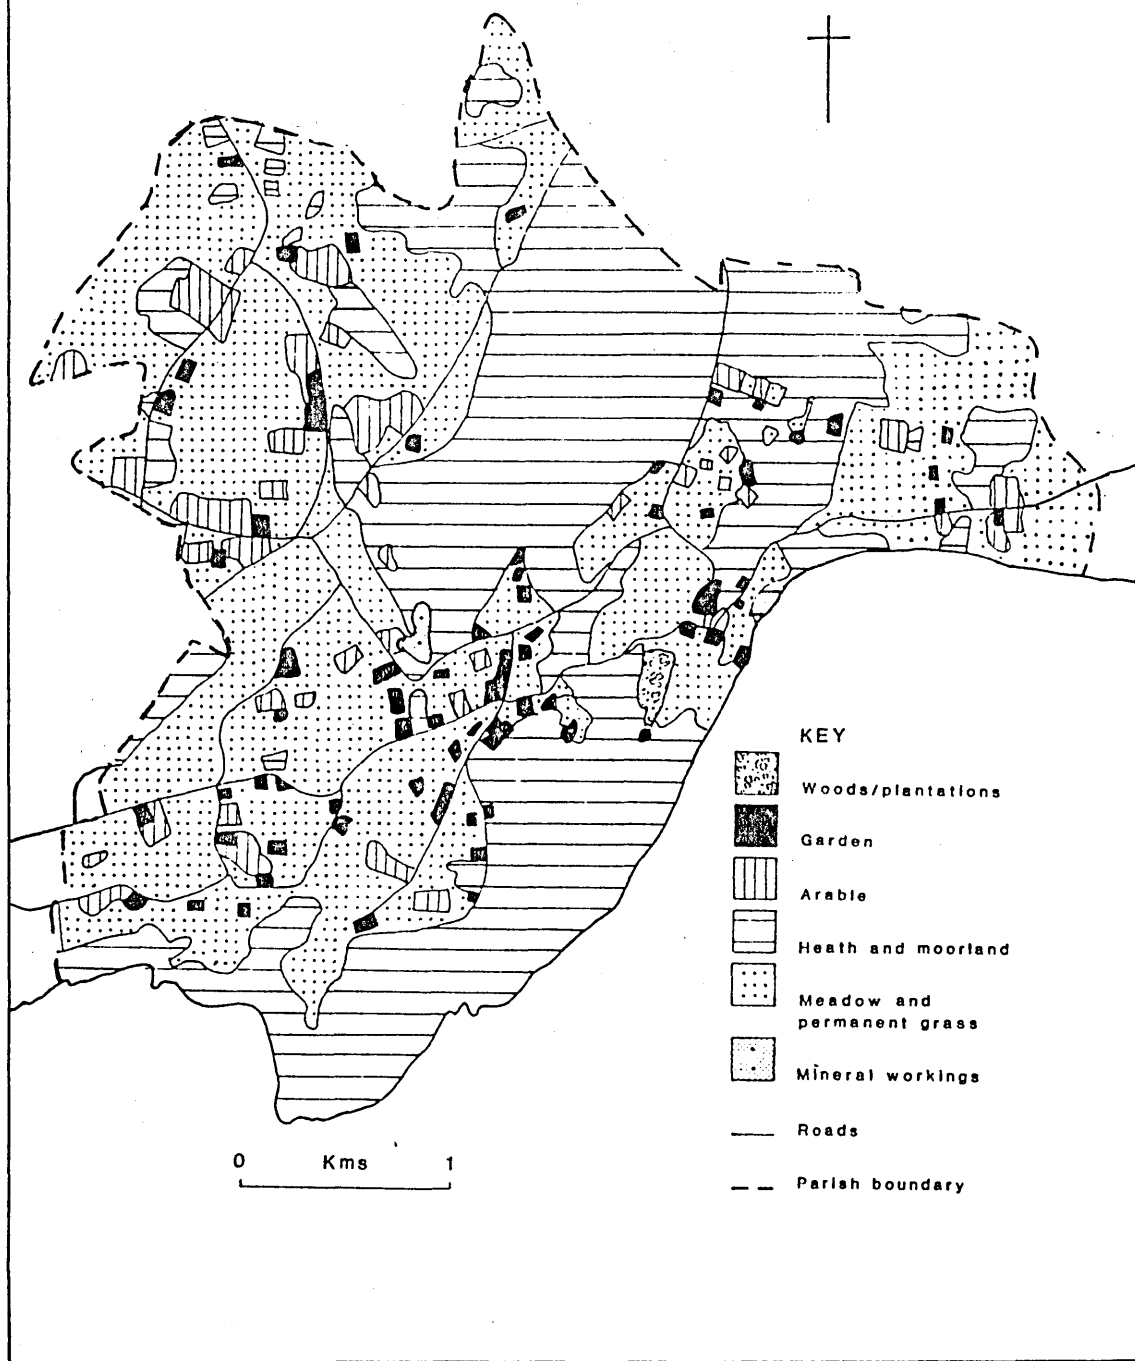 KEY
Woods/plantations
Garden
Arable
Heath and moorland
Meadow and
permanent grass
Mineral workings
Roads
Parish boundary
0 Kms 1